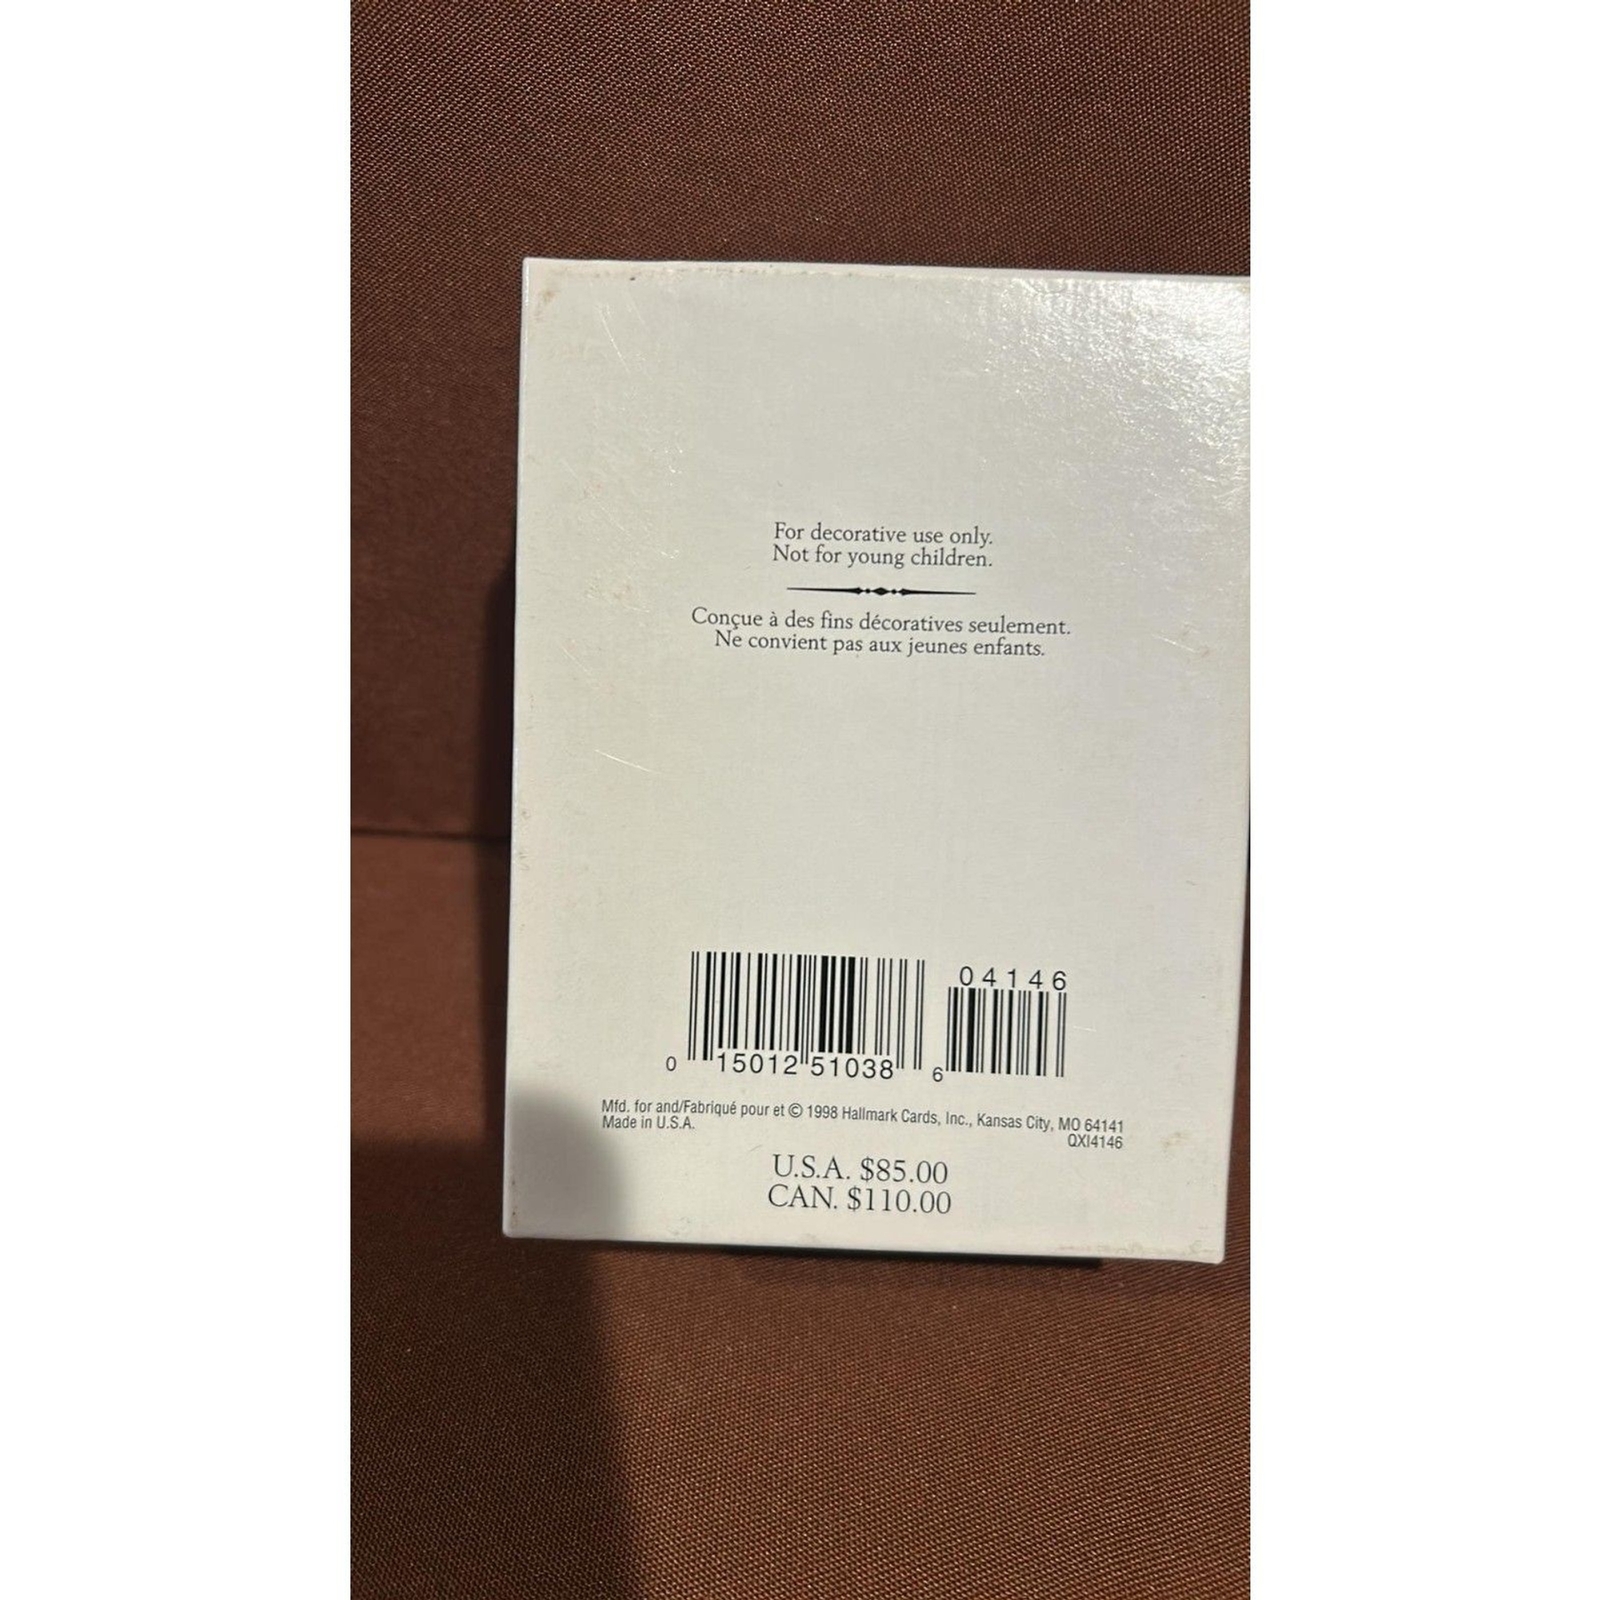 For decorative use only.
Not for young children.
Conçue à des fins décoratives seulement.
Ne convient pas aux jeunes enfants.
04146
0 15012 51038 6
Mfd. for and/Fabriqué pour et © 1998 Hallmark Cards, Inc., Kansas City, MO 64141
Made in U.S.A.
QXI4146
U.S.A. $85.00
CAN. $110.00